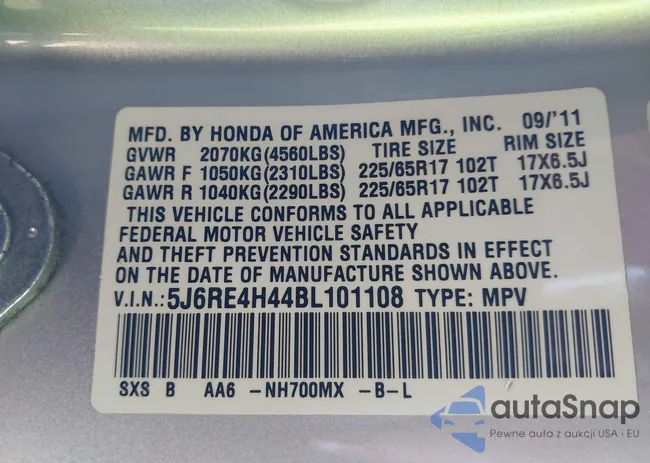 MFD. BY HONDA OF AMERICA MFG., INC. 09/'11
GVWR 2070KG(4560LBS) TIRE SIZE RIM SIZE
GAWR F 1050KG(2310LBS) 225/65R17 102T 17X6.5J
GAWR R 1040KG(2290LBS) 225/65R17 102T 17X6.5J
THIS VEHICLE CONFORMS TO ALL APPLICABLE
FEDERAL MOTOR VEHICLE SAFETY
AND THEFT PREVENTION STANDARDS IN EFFECT
ON THE DATE OF MANUFACTURE SHOWN ABOVE.
V.I.N.:5J6RE4H44BL101108 TYPE: MPV
SXS B AA6 -NH700MX -B-L
autaSnap
Pewne auta z aukcji USA i EU